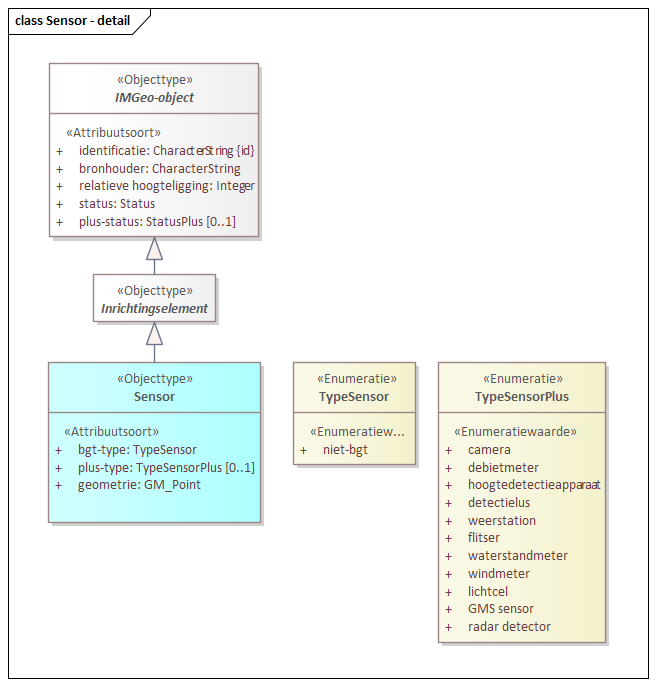 class Sensor - detail
«Objecttype»
IMGeo-object
«Attribuutsoort»
+ identificatie: CharacterString {id}
+ bronhouder: CharacterString
+ relatieve hoogteligging: Integer
+ status: Status
+ plus-status: StatusPlus [0..1]
«Objecttype»
Inrichtingselement
«Objecttype»
Sensor
«Attribuutsoort»
+ bgt-type: TypeSensor
+ plus-type: TypeSensorPlus [0..1]
+ geometrie: GM_Point
«Enumeratie»
TypeSensor
«Enumeratiew...
+ niet-bgt
«Enumeratie»
TypeSensorPlus
«Enumeratiewaarde»
+ camera
+ debietmeter
+ hoogtedetectieapparaat
+ detectielus
+ weerstation
+ flitser
+ waterstandmeter
+ windmeter
+ lichtcel
+ GMS sensor
+ radar detector